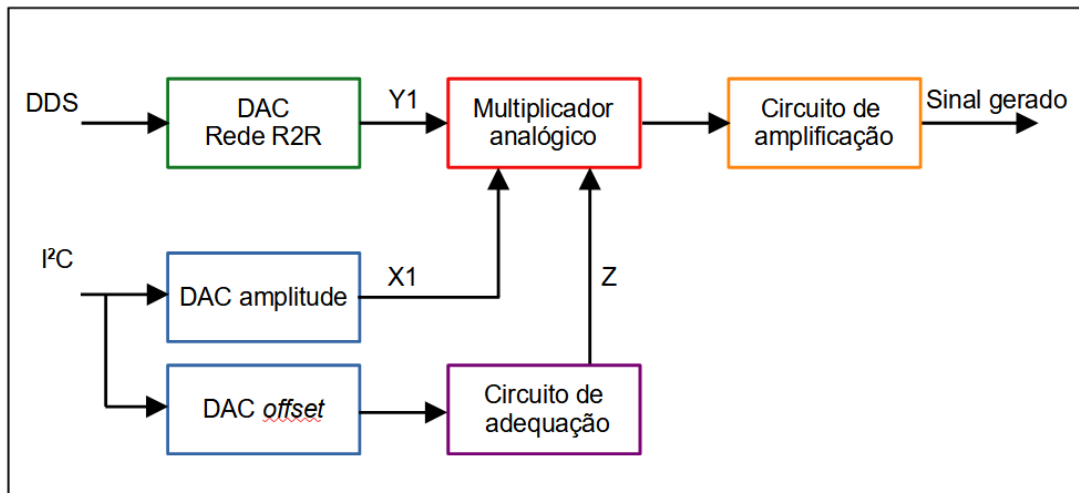 DDS
DAC
Rede R2R
Y1
Multiplicador
analógico
Circuito de
amplificação
Sinal gerado
I²C
DAC amplitude
X1
Z
DAC offset
Circuito de
adequação